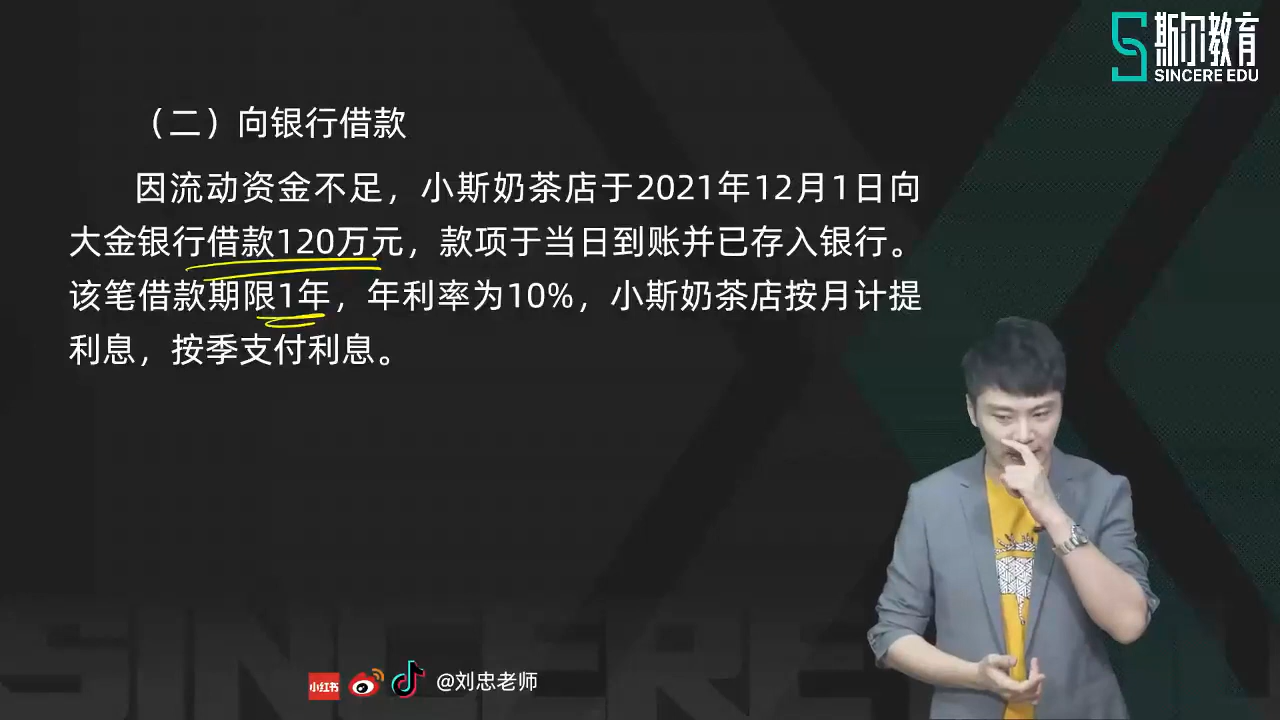 斯尔教育
SINCERE EDU
（二）向银行借款
因流动资金不足，小斯奶茶店于2021年12月1日向
大金银行借款120万元，款项于当日到账并已存入银行。
该笔借款期限1年，年利率为10%，小斯奶茶店按月计提
利息，按季支付利息。
SINCERE EDU
小红书
@刘忠老师